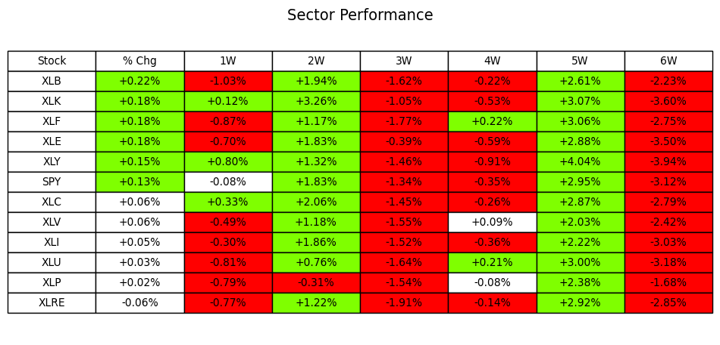 Sector Performance
Stock % Chg 1W 2W 3W 4W 5W 6W
XLB +0.22% -1.03% +1.94% -1.62% -0.22% +2.61% -2.23%
XLK +0.18% +0.12% +3.26% -1.05% -0.53% +3.07% -3.60%
XLF +0.18% -0.87% +1.17% -1.77% +0.22% +3.06% -2.75%
XLE +0.18% -0.70% +1.83% -0.39% -0.59% +2.88% -3.50%
XLY +0.15% +0.80% +1.32% -1.46% -0.91% +4.04% -3.94%
SPY +0.13% -0.08% +1.83% -1.34% -0.35% +2.95% -3.12%
XLC +0.06% +0.33% +2.06% -1.45% -0.26% +2.87% -2.79%
XLV +0.06% -0.49% +1.18% -1.55% +0.09% +2.03% -2.42%
XLI +0.05% -0.30% +1.86% -1.52% -0.36% +2.22% -3.03%
XLU +0.03% -0.81% +0.76% -1.64% +0.21% +3.00% -3.18%
XLP +0.02% -0.79% -0.31% -1.54% -0.08% +2.38% -1.68%
XLRE -0.06% -0.77% +1.22% -1.91% -0.14% +2.92% -2.85%